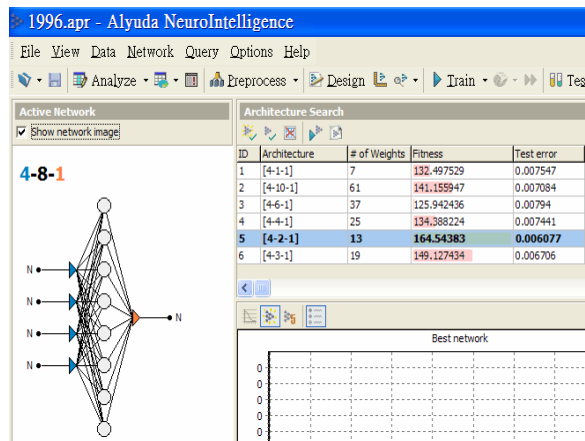 1996.apr - Alyuda NeuroIntelligence
File View Data Network Query Options Help
Analyze Preprocess Design Train Tes
Active Network
Show network image
4-8-1
N
N
N
N
N
Architecture Search
ID Architecture # of Weights Fitness Test error
1 [4-1-1] 7 132.497529 0.007547
2 [4-10-1] 61 141.155947 0.007084
3 [4-6-1] 37 125.942436 0.00794
4 [4-4-1] 25 134.388224 0.007441
5 [4-2-1] 13 164.54383 0.006077
6 [4-3-1] 19 149.127434 0.006706
5
Best network
0
0
0
0
0